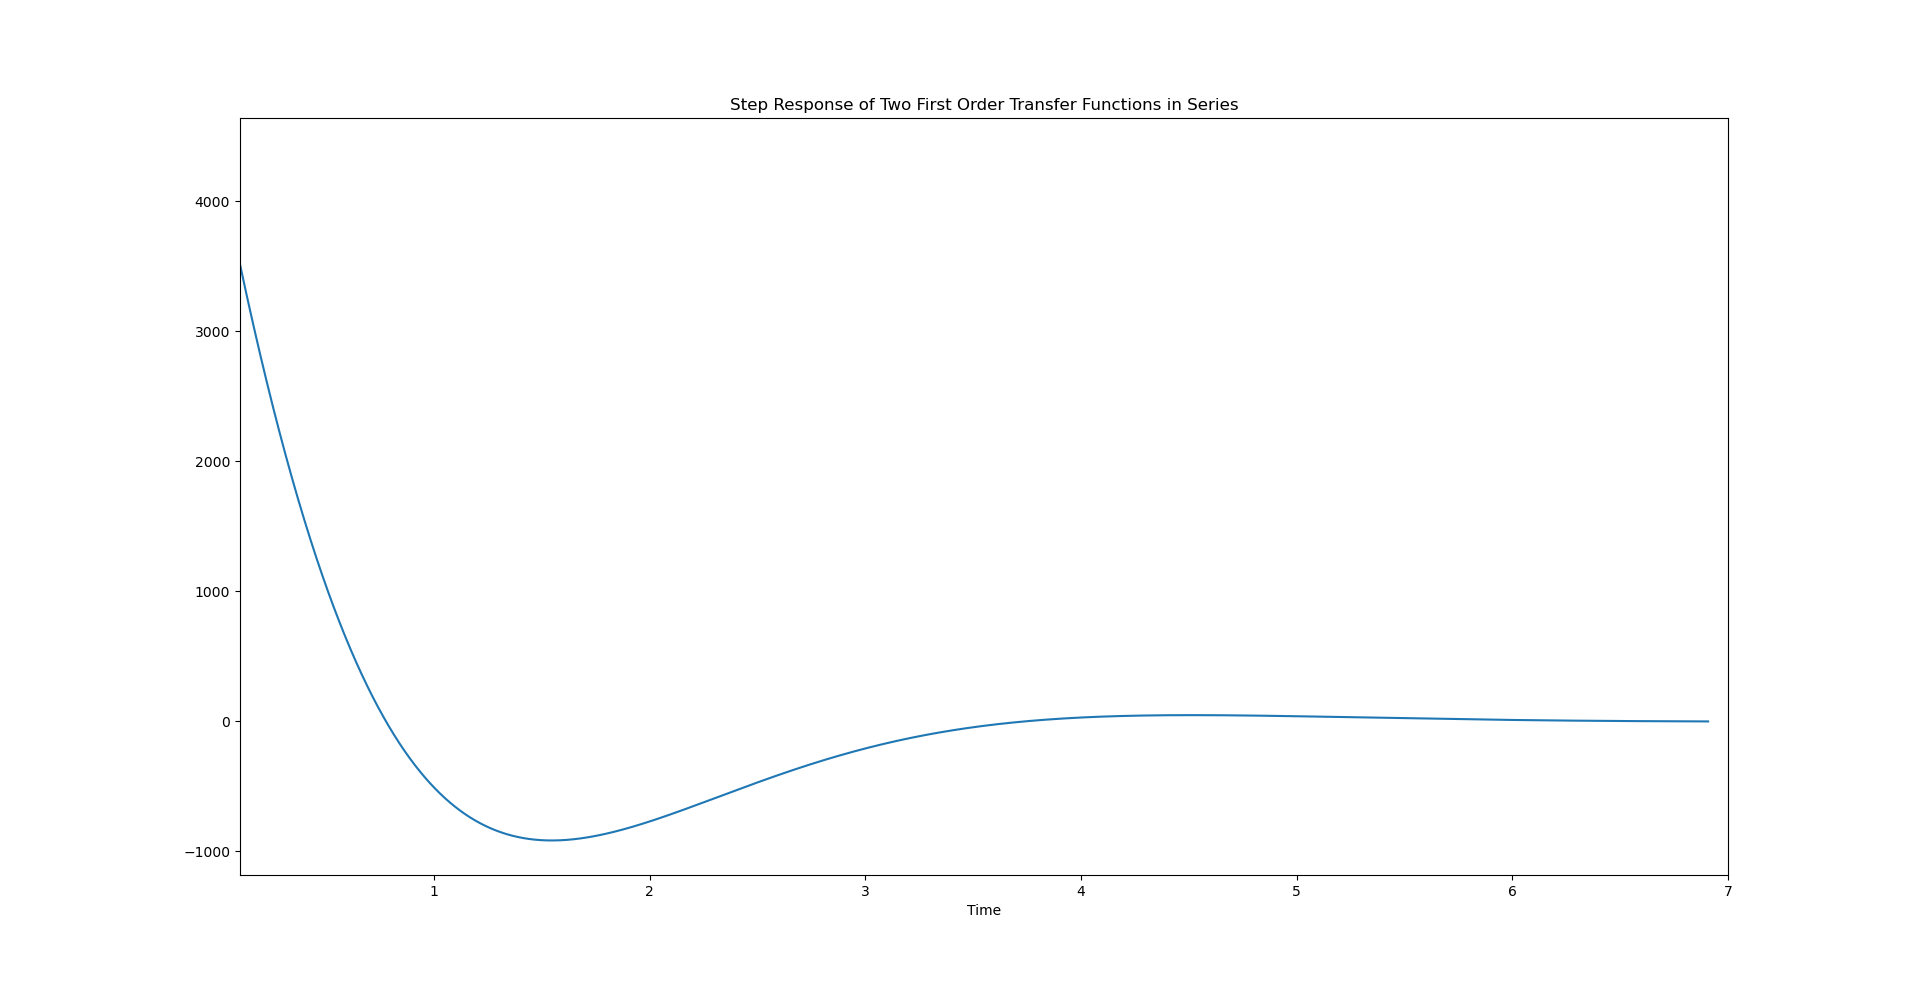 Step Response of Two First Order Transfer Functions in Series
4000
3000
2000
1000
0
−1000
1 2 3 4 5 6 7
Time